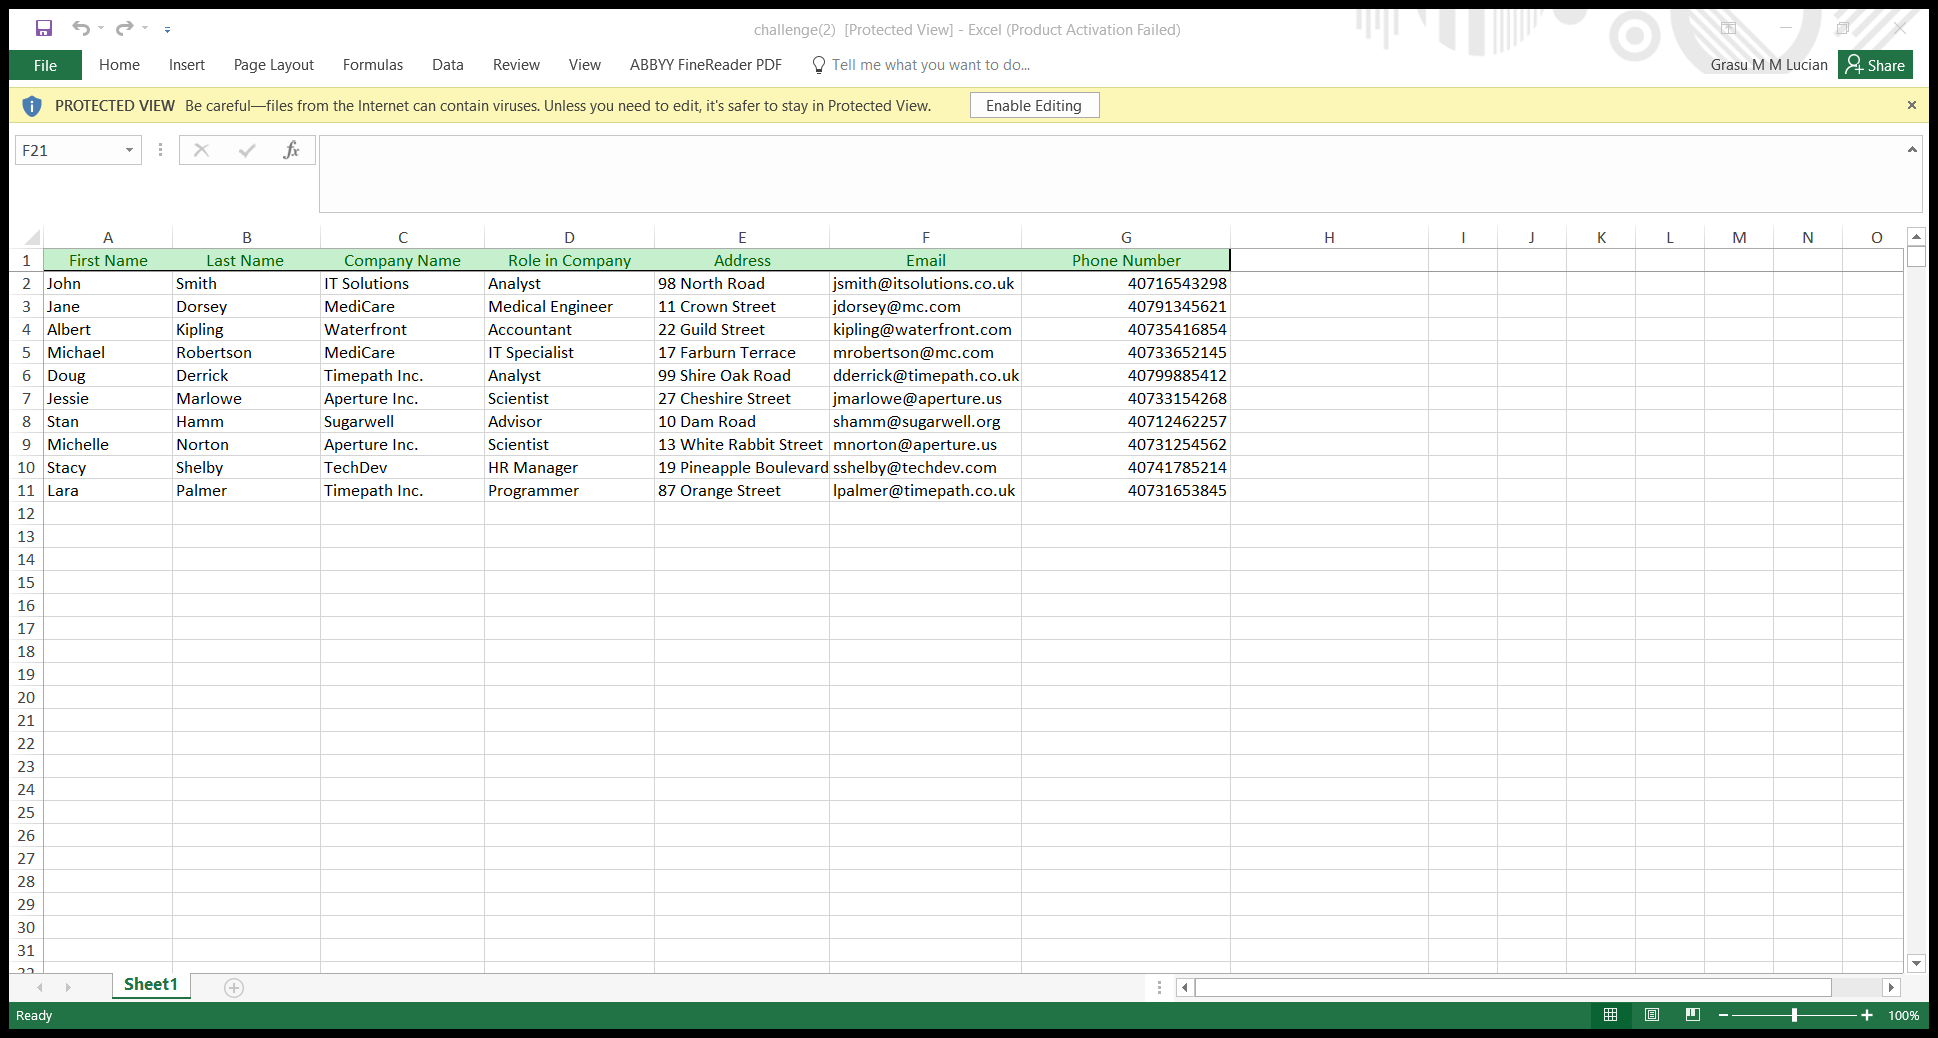 challenge(2) [Protected View] - Excel (Product Activation Failed)
File Home Insert Page Layout Formulas Data Review View ABBYY FineReader PDF Tell me what you want to do... Grasu M M Lucian Share
PROTECTED VIEW Be careful—files from the Internet can contain viruses. Unless you need to edit, it's safer to stay in Protected View. Enable Editing
F21 fx
A B C D E F G H I J K L M N O
1 First Name Last Name Company Name Role in Company Address Email Phone Number
2 John Smith IT Solutions Analyst 98 North Road jsmith@itsolutions.co.uk 40716543298
3 Jane Dorsey MediCare Medical Engineer 11 Crown Street jdorsey@mc.com 40791345621
4 Albert Kipling Waterfront Accountant 22 Guild Street kipling@waterfront.com 40735416854
5 Michael Robertson MediCare IT Specialist 17 Farburn Terrace mrobertson@mc.com 40733652145
6 Doug Derrick Timepath Inc. Analyst 99 Shire Oak Road dderrick@timepath.co.uk 40799885412
7 Jessie Marlowe Aperture Inc. Scientist 27 Cheshire Street jmarlowe@aperture.us 40733154268
8 Stan Hamm Sugarwell Advisor 10 Dam Road shamm@sugarwell.org 40712462257
9 Michelle Norton Aperture Inc. Scientist 13 White Rabbit Street mnorton@aperture.us 40731254562
10 Stacy Shelby TechDev HR Manager 19 Pineapple Boulevard sshelby@techdev.com 40741785214
11 Lara Palmer Timepath Inc. Programmer 87 Orange Street lpalmer@timepath.co.uk 40731653845
12
13
14
15
16
17
18
19
20
21
22
23
24
25
26
27
28
29
30
31
32
Sheet1
Ready 100%